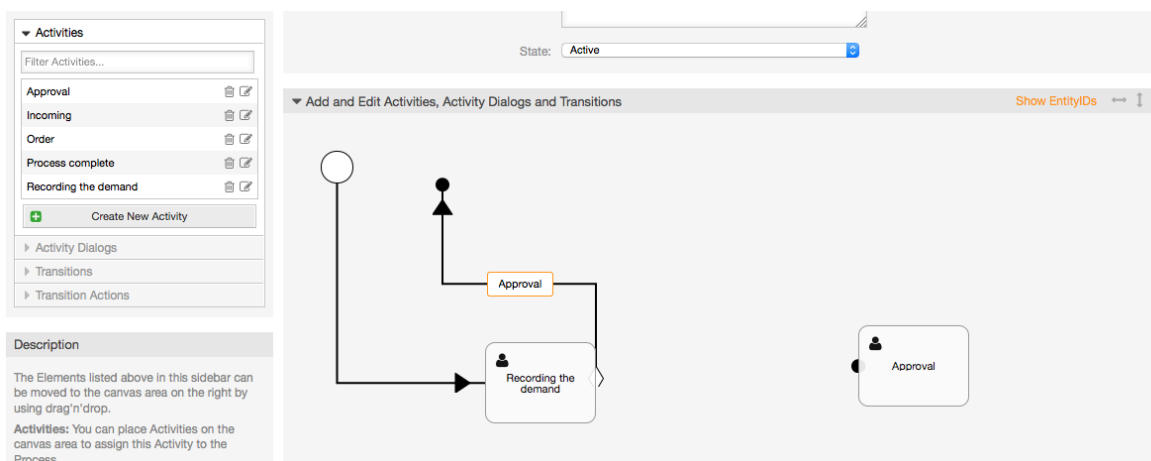 Activities
Filter Activities...
Approval
Incoming
Order
Process complete
Recording the demand
Create New Activity
Activity Dialogs
Transitions
Transition Actions
Description
The Elements listed above in this sidebar can
be moved to the canvas area on the right by
using drag'n'drop.
Activities: You can place Activities on the
canvas area to assign this Activity to the
Process.
State: Active
Add and Edit Activities, Activity Dialogs and Transitions Show EntityIDs
Approval
Recording the
demand
Approval